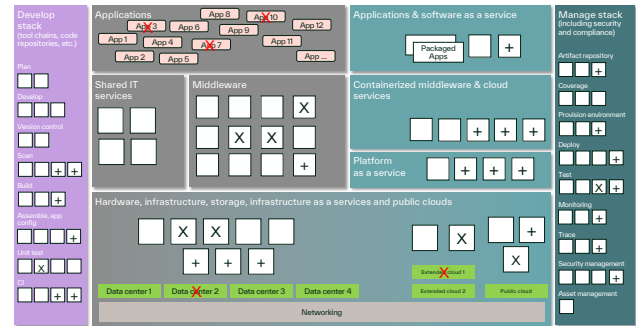 Develop
stack
(tool chains, code
repositories, etc.)
Plan
Develop
Version control
Scan
+ +
Build
+
Assemble, app
config
+
Unit test
X
CI
+ +
Applications
App 8
App 10
App 3
App 6
App 12
App 9
App 1
App 4
App 7
App 11
App 2
App 5
App ...
Shared IT
services
Middleware
X
X X
+
Applications & software as a service
Packaged
Apps
+
Containerized middleware & cloud
services
+ + +
Platform
as a service
+ + +
Hardware, infrastructure, storage, infrastructure as a services and public clouds
X X
+ + +
X
+
X
Extended cloud 1
Data center 1
Data center 2
Data center 3
Data center 4
Extended cloud 2
Public cloud
Networking
Manage stack
(including security
and compliance)
Artifact repository
+
Coverage
Provision environment
+
Deploy
+
Test
X +
Monitoring
+
Trace
+
Security management
+
Asset management